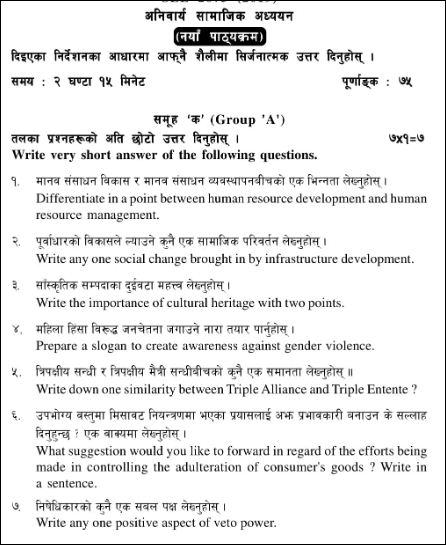 अनिवार्य सामाजिक अध्ययन
(नयाँ पाठ्यक्रम)
दिइएका निर्देशनका आधारमा आफ्नै शैलीमा सिर्जनात्मक उत्तर दिनुहोस् ।
समय : २ घण्टा १५ मिनेट पूर्णाङ्क : ७५
समूह 'क' (Group 'A')
तलका प्रश्नहरूको अति छोटो उत्तर दिनुहोस् । ७x१=७
Write very short answer of the following questions.
१. मानव संसाधन विकास र मानव संसाधन व्यवस्थापनबीचको एक भिन्नता लेख्नुहोस् ।
Differentiate in a point between human resource development and human
resource management.
२. पूर्वाधारको विकासले ल्याउने कुनै एक सामाजिक परिवर्तन लेख्नुहोस् ।
Write any one social change brought in by infrastructure development.
३. साँस्कृतिक सम्पदाका दुईवटा महत्त्व लेख्नुहोस् ।
Write the importance of cultural heritage with two points.
४. महिला हिंसा विरूद्ध जनचेतना जगाउने नारा तयार पार्नुहोस् ।
Prepare a slogan to create awareness against gender violence.
५. त्रिपक्षीय सन्धी र त्रिपक्षीय मैत्री सन्धीबीचको कुनै एक समानता लेख्नुहोस् ॥
Write down one similarity between Triple Alliance and Triple Entente ?
६. उपभोग्य वस्तुमा मिसावट नियन्त्रणमा भएका प्रयासलाई अझ प्रभावकारी बनाउन के सल्लाह
दिनुहुन्छ ? एक वाक्यमा लेख्नुहोस् ।
What suggestion would you like to forward in regard of the efforts being
made in controlling the adulteration of consumer's goods ? Write in
a sentence.
७. निषेधिकारको कुनै एक सबल पक्ष लेख्नुहोस् ।
Write any one positive aspect of veto power.